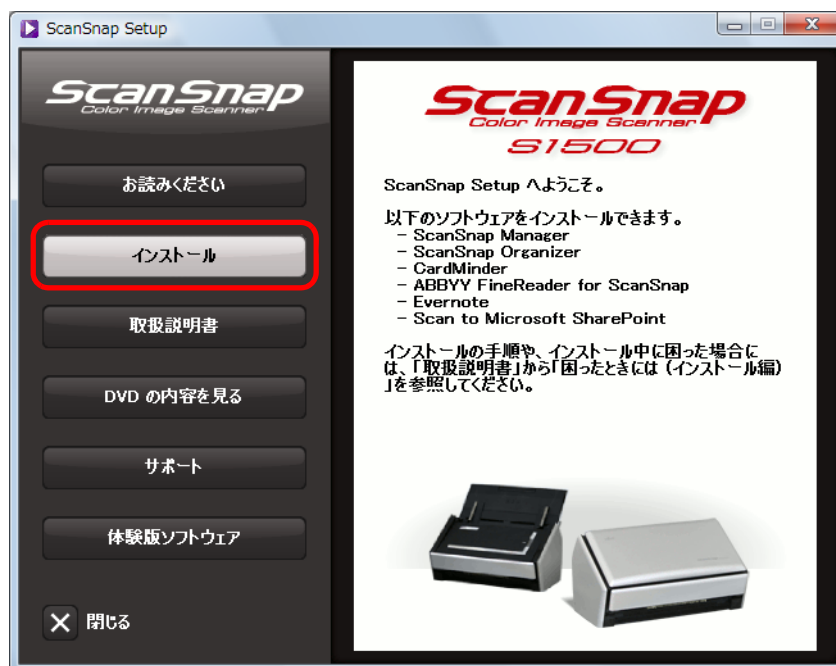 ScanSnap Setup
ScanSnap
Color Image Scanner
お読みください
インストール
取扱説明書
DVD の内容を見る
サポート
体験版ソフトウェア
閉じる
ScanSnap
Color Image Scanner
S1500
ScanSnap Setup へようこそ。
以下のソフトウェアをインストールできます。
- ScanSnap Manager
- ScanSnap Organizer
- CardMinder
- ABBYY FineReader for ScanSnap
- Evernote
- Scan to Microsoft SharePoint
インストールの手順や、インストール中に困った場合に
は、「取扱説明書」から「困ったときには (インストール編)
」を参照してください。